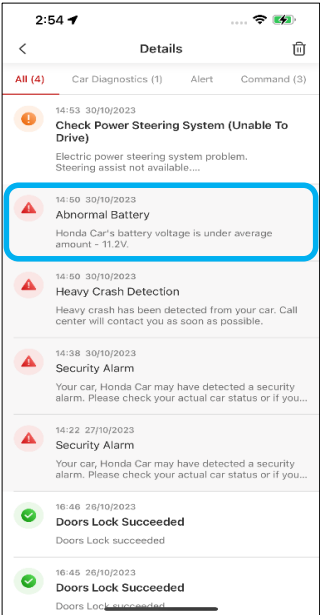 2:54
Details
All (4) Car Diagnostics (1) Alert Command (3)
14:53 30/10/2023
Check Power Steering System (Unable To
Drive)
Electric power steering system problem.
Steering assist not available....
14:50 30/10/2023
Abnormal Battery
Honda Car's battery voltage is under average
amount - 11.2V.
14:50 30/10/2023
Heavy Crash Detection
Heavy crash has been detected from your car. Call
center will contact you as soon as possible.
14:38 30/10/2023
Security Alarm
Your car, Honda Car may have detected a security
alarm. Please check your actual car status or if you...
14:22 27/10/2023
Security Alarm
Your car, Honda Car may have detected a security
alarm. Please check your actual car status or if you...
16:46 26/10/2023
Doors Lock Succeeded
Doors Lock succeeded
16:45 26/10/2023
Doors Lock Succeeded
Doors Lock succeeded